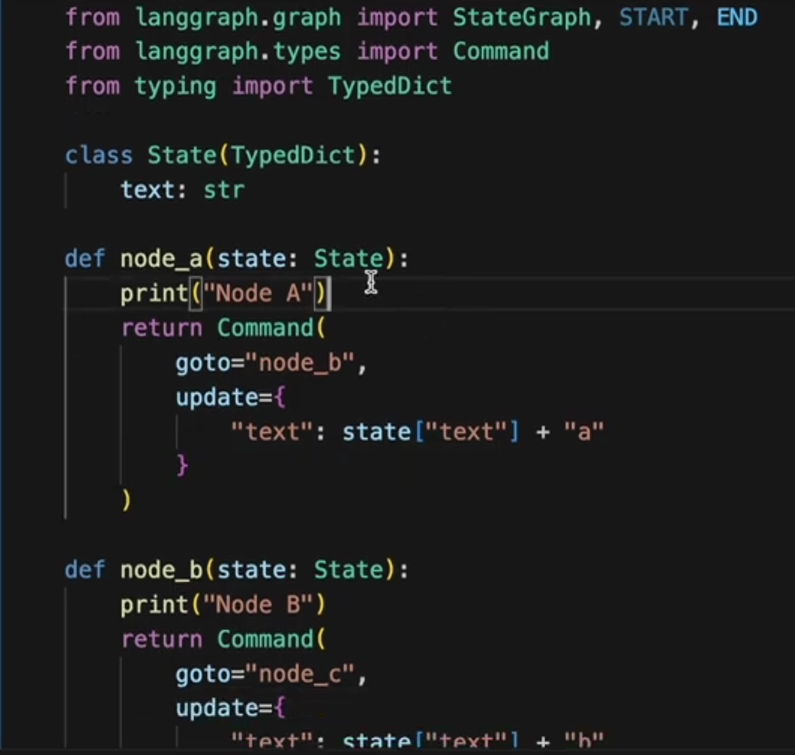 from langgraph.graph import StateGraph, START, END
from langgraph.types import Command
from typing import TypedDict
class State(TypedDict):
text: str
def node_a(state: State):
print("Node A")
return Command(
goto="node_b",
update={
"text": state["text"] + "a"
}
)
def node_b(state: State):
print("Node B")
return Command(
goto="node_c",
update={
"text": state["text"] + "b"